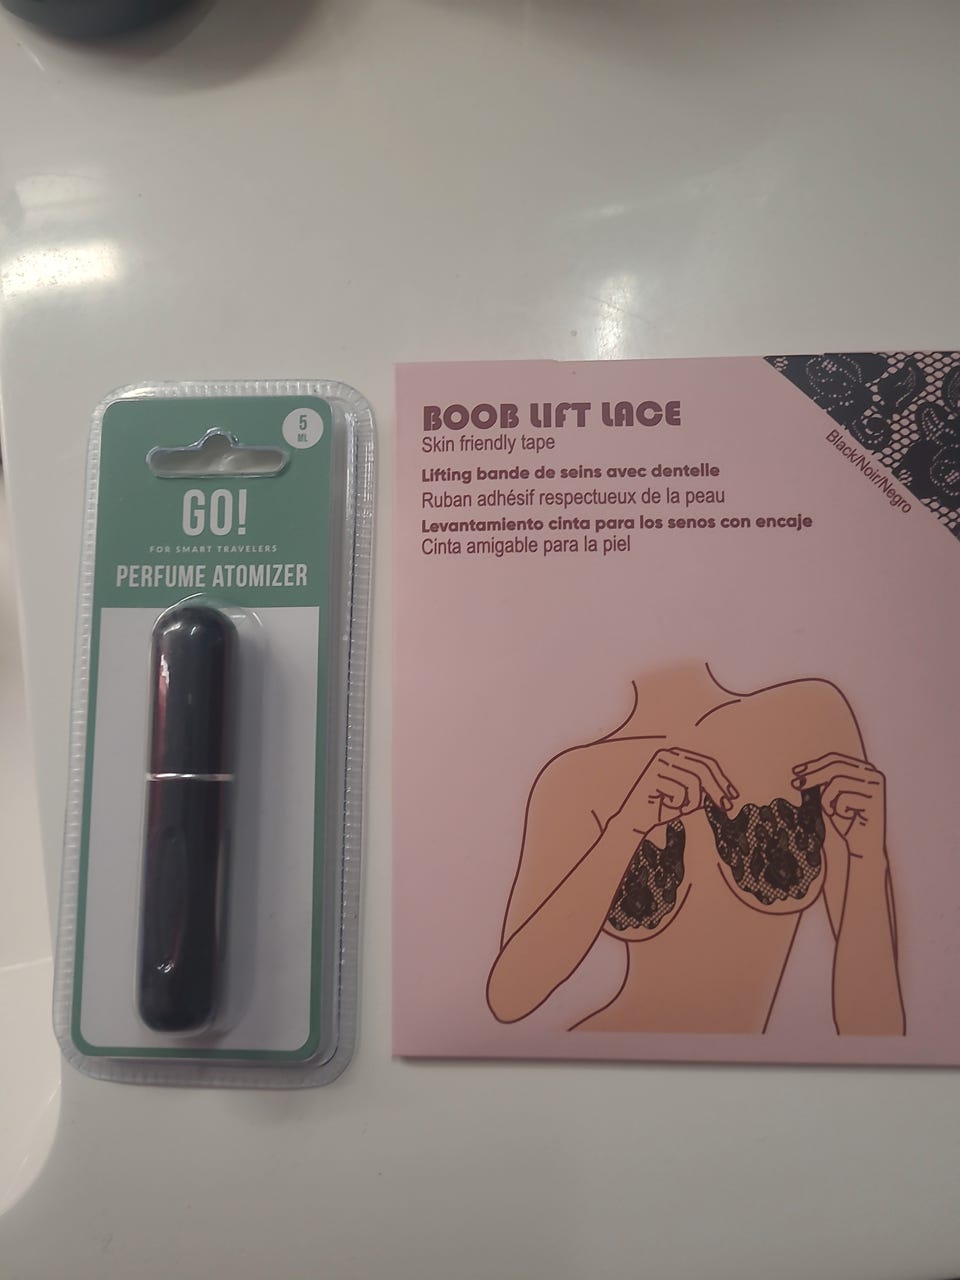 5
ML
GO!
FOR SMART TRAVELERS
PERFUME ATOMIZER
BOOB LIFT LACE
Skin friendly tape
Lifting bande de seins avec dentelle
Ruban adhésif respectueux de la peau
Levantamiento cinta para los senos con encaje
Cinta amigable para la piel
Black/Noir/Negro